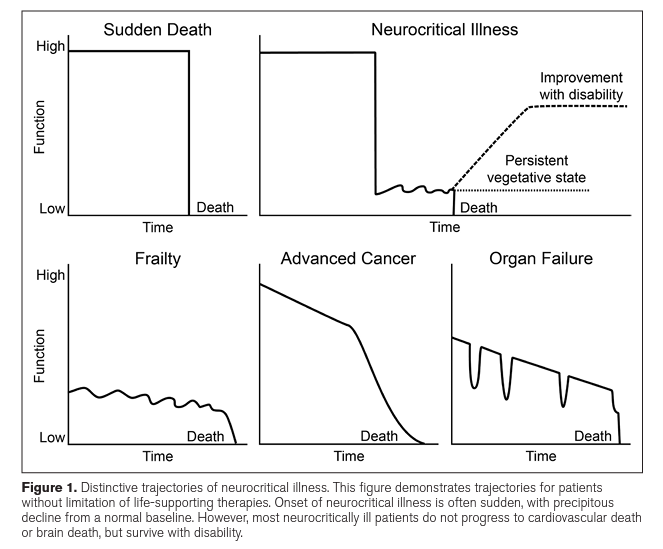 Sudden Death
Neurocritical Illness
High
Function
Low
Death
Time
Improvement
with disability
Persistent
vegetative state
Death
Time
Frailty
Advanced Cancer
Organ Failure
High
Function
Low
Death
Time
Death
Time
Death
Time
Figure 1. Distinctive trajectories of neurocritical illness. This figure demonstrates trajectories for patients
without limitation of life-supporting therapies. Onset of neurocritical illness is often sudden, with precipitous
decline from a normal baseline. However, most neurocritically ill patients do not progress to cardiovascular death
or brain death, but survive with disability.